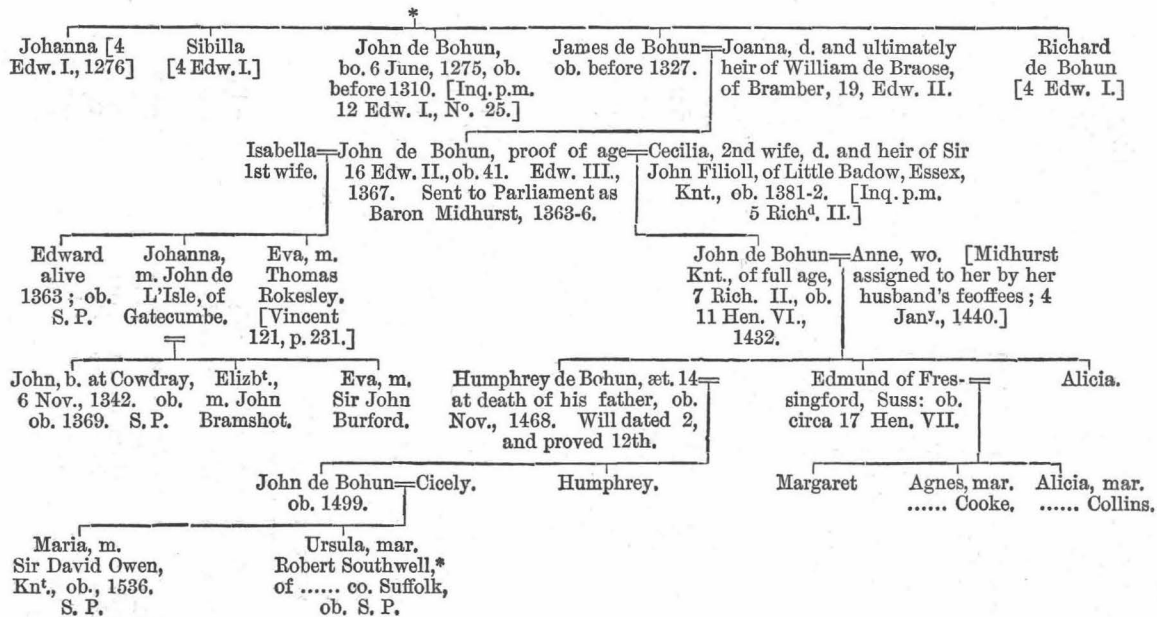 *
Johanna [4
Edw. I., 1276]
Sibilla
[4 Edw. I.]
John de Bohun,
bo. 6 June, 1275, ob.
before 1310. [Inq. p.m.
12 Edw. I., Nº. 25.]
James de Bohun
ob. before 1327.
Joanna, d. and ultimately
heir of William de Braose,
of Bramber, 19, Edw. II.
Richard
de Bohun
[4 Edw. I.]
Isabella
1st wife.
John de Bohun, proof of age
16 Edw. II., ob. 41. Edw. III.,
1367. Sent to Parliament as
Baron Midhurst, 1363-6.
Cecilia, 2nd wife, d. and heir of Sir
John Filioll, of Little Badow, Essex,
Knt., ob. 1381-2. [Inq. p.m.
5 Richᵈ. II.]
Edward
alive
1363; ob.
S. P.
Johanna,
m. John de
L'Isle, of
Gatecumbe.
Eva, m.
Thomas
Rokesley.
[Vincent
121, p. 231.]
John de Bohun
Knt., of full age,
7 Rich. II., ob.
11 Hen. VI.,
1432.
Anne, wo. [Midhurst
assigned to her by her
husband's feoffees; 4
Janʸ., 1440.]
John, b. at Cowdray,
6 Nov., 1342. ob.
ob. 1369. S. P.
Elizbᵗ.,
m. John
Bramshot.
Eva, m.
Sir John
Burford.
Humphrey de Bohun, æt. 14
at death of his father, ob.
Nov., 1468. Will dated 2,
and proved 12th.
Edmund of Fres-
singford, Suss: ob.
circa 17 Hen. VII.
Alicia.
John de Bohun
ob. 1499.
Cicely.
Humphrey.
Margaret
Agnes, mar.
...... Cooke.
Alicia, mar.
...... Collins.
Maria, m.
Sir David Owen,
Knᵗ., ob., 1536.
S. P.
Ursula, mar.
Robert Southwell,*
of ...... co. Suffolk,
ob. S. P.